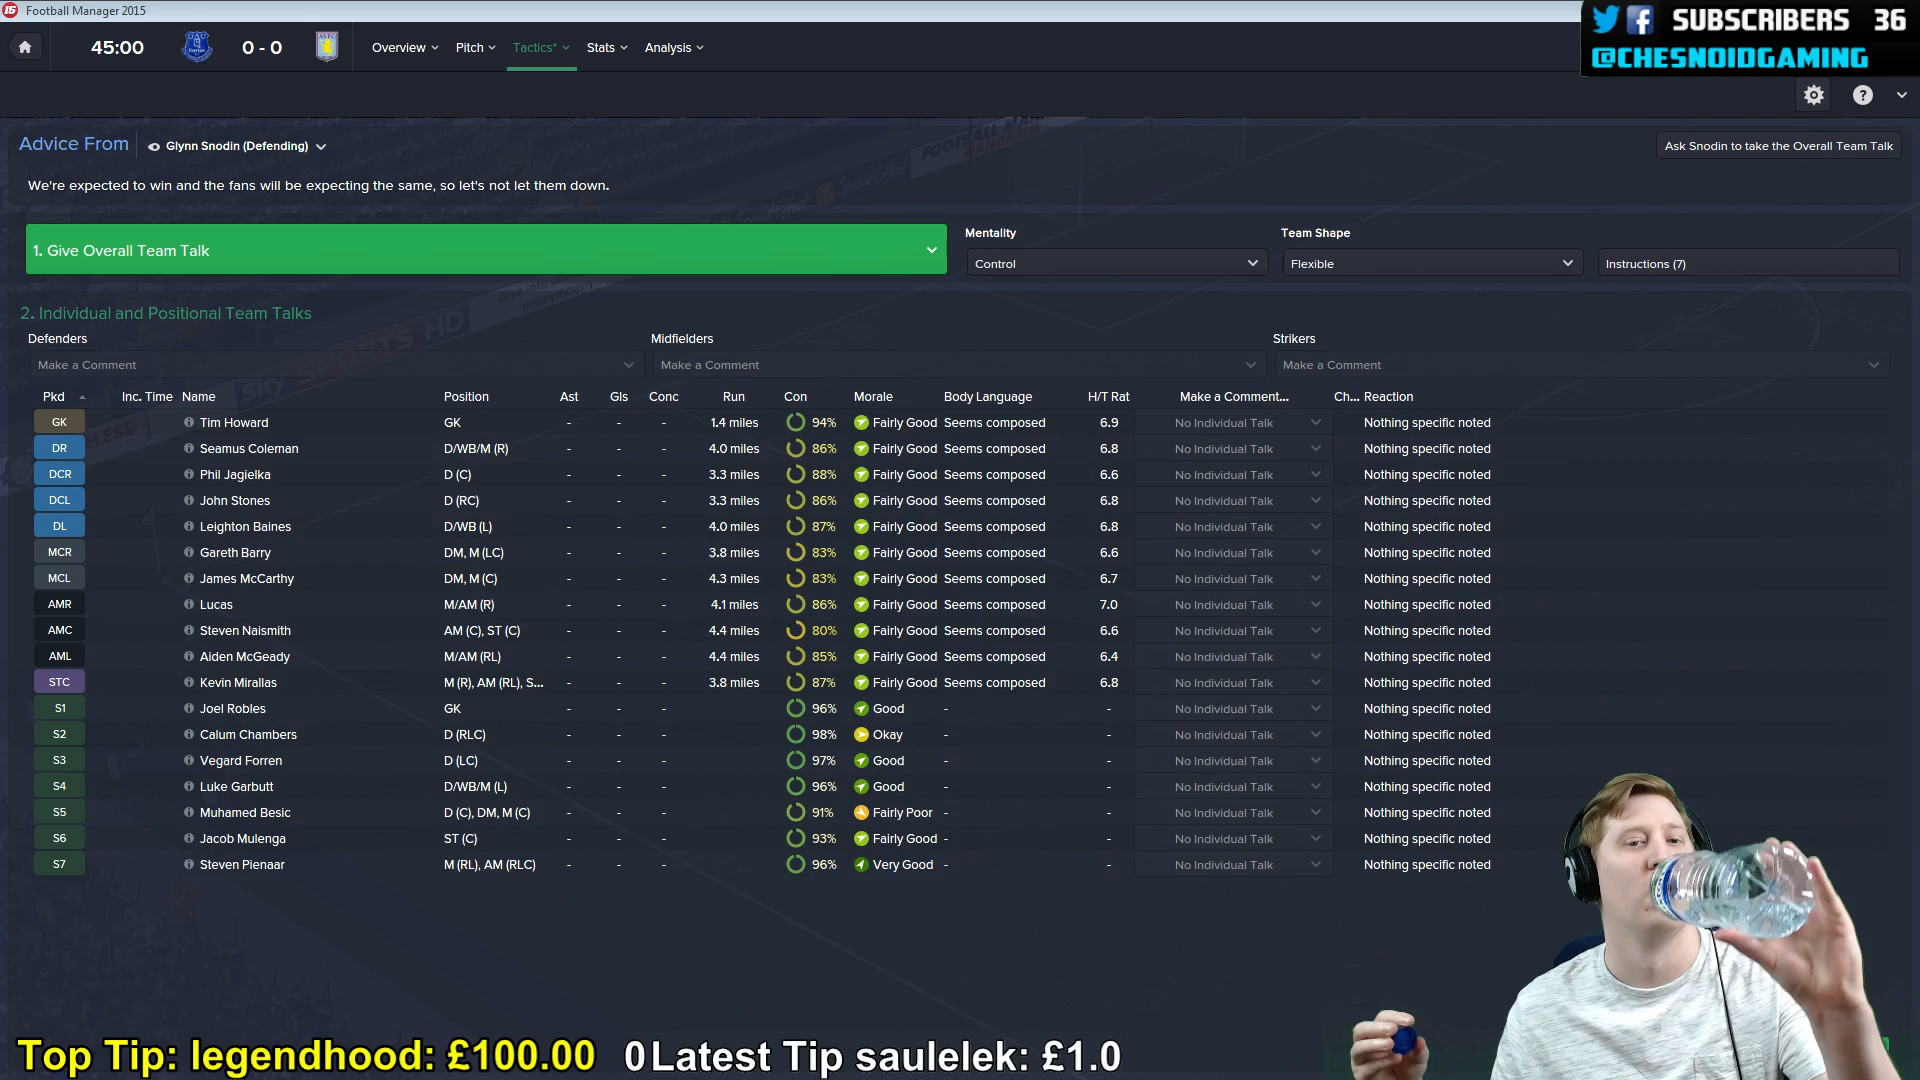 Football Manager 2015
SUBSCRIBERS 36
@CHESNOIDGAMING
45:00 0 - 0 Overview Pitch Tactics* Stats Analysis
Advice From Glynn Snodin (Defending) Ask Snodin to take the Overall Team Talk
We're expected to win and the fans will be expecting the same, so let's not let them down.
Mentality Team Shape
1. Give Overall Team Talk Control Flexible Instructions (7)
2. Individual and Positional Team Talks
Defenders Midfielders Strikers
Make a Comment Make a Comment Make a Comment
Pkd Inc. Time Name Position Ast Gls Conc Run Con Morale Body Language H/T Rat Make a Comment... Ch... Reaction
GK Tim Howard GK - - - 1.4 miles 94% Fairly Good Seems composed 6.9 No Individual Talk Nothing specific noted
DR Seamus Coleman D/WB/M (R) - - - 4.0 miles 86% Fairly Good Seems composed 6.8 No Individual Talk Nothing specific noted
DCR Phil Jagielka D (C) - - - 3.3 miles 88% Fairly Good Seems composed 6.6 No Individual Talk Nothing specific noted
DCL John Stones D (RC) - - - 3.3 miles 86% Fairly Good Seems composed 6.8 No Individual Talk Nothing specific noted
DL Leighton Baines D/WB (L) - - - 4.0 miles 87% Fairly Good Seems composed 6.8 No Individual Talk Nothing specific noted
MCR Gareth Barry DM, M (LC) - - - 3.8 miles 83% Fairly Good Seems composed 6.6 No Individual Talk Nothing specific noted
MCL James McCarthy DM, M (C) - - - 4.3 miles 83% Fairly Good Seems composed 6.7 No Individual Talk Nothing specific noted
AMR Lucas M/AM (R) - - - 4.1 miles 86% Fairly Good Seems composed 7.0 No Individual Talk Nothing specific noted
AMC Steven Naismith AM (C), ST (C) - - - 4.4 miles 80% Fairly Good Seems composed 6.6 No Individual Talk Nothing specific noted
AML Aiden McGeady M/AM (RL) - - - 4.4 miles 85% Fairly Good Seems composed 6.4 No Individual Talk Nothing specific noted
STC Kevin Mirallas M (R), AM (RL), S... - - - 3.8 miles 87% Fairly Good Seems composed 6.8 No Individual Talk Nothing specific noted
S1 Joel Robles GK - - - 96% Good - - No Individual Talk Nothing specific noted
S2 Calum Chambers D (RLC) - - - 98% Okay - - No Individual Talk Nothing specific noted
S3 Vegard Forren D (LC) - - - 97% Good - - No Individual Talk Nothing specific noted
S4 Luke Garbutt D/WB/M (L) - - - 96% Good - - No Individual Talk Nothing specific noted
S5 Muhamed Besic D (C), DM, M (C) - - - 91% Fairly Poor - - No Individual Talk Nothing specific noted
S6 Jacob Mulenga ST (C) - - - 93% Fairly Good - - No Individual Talk Nothing specific noted
S7 Steven Pienaar M (RL), AM (RLC) - - - 96% Very Good - - No Individual Talk Nothing specific noted
Top Tip: legendhood: £100.00 0 Latest Tip saulelek: £1.0